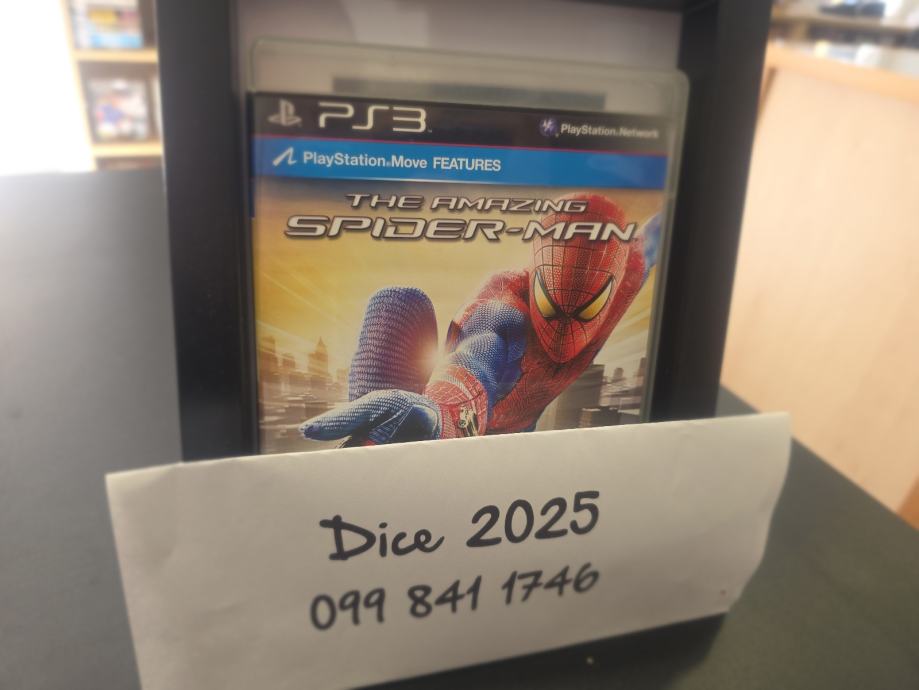 PS3
PlayStation Network
PlayStation Move FEATURES
THE AMAZING
SPIDER-MAN
Dice 2025
099 841 1746